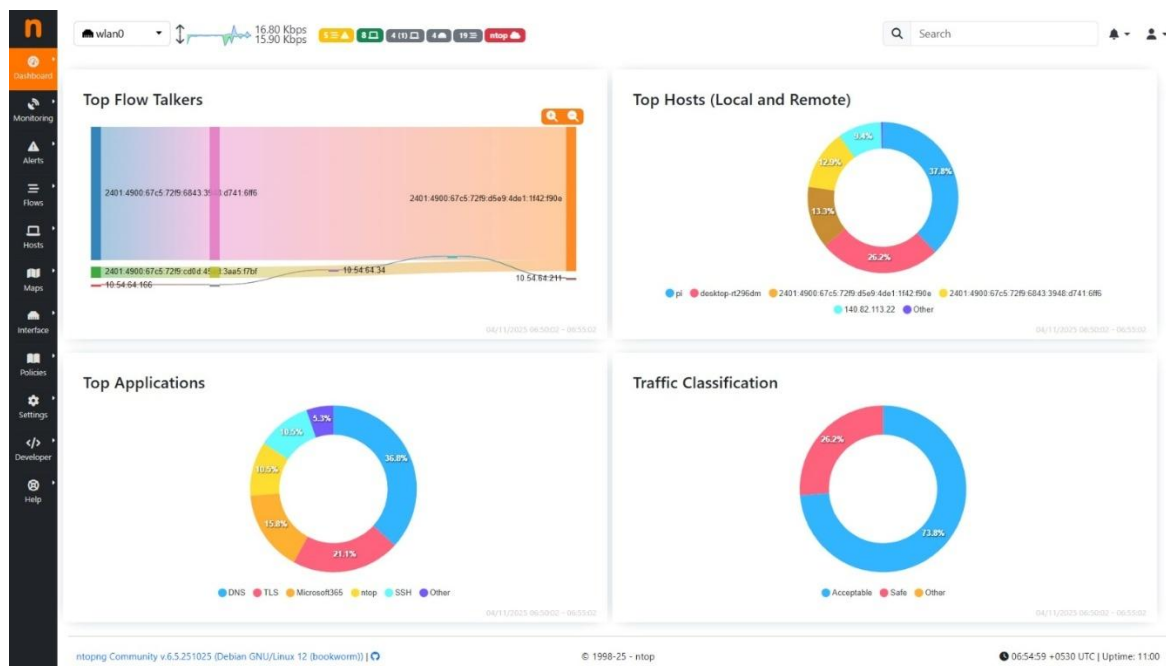 n
wlan0
16.80 Kbps
15.90 Kbps
5
8
4 (1)
4
19
ntop
Search
Dashboard
Monitoring
Alerts
Flows
Hosts
Maps
Interface
Policies
Settings
</>
Developer
Help
Top Flow Talkers
2401:4900:67c5:72f9:6843:3948:d741:6ff6
2401:4900:67c5:72f9:d5e9:4de1:1f42:f90e
2401:4900:67c5:72f9:cd0d:
10.54.64.34
10.54.64.166
10.54.64.211
04/11/2025 06:50:02 - 06:55:02
Top Hosts (Local and Remote)
9.4%
12.9%
37.8%
13.3%
26.2%
pi desktop-rt296dm 2401:4900:67c5:72f9:d5e9:4de1:1f42:f90e 2401:4900:67c5:72f9:6843:3948:d741:6ff6
140.82.113.22 Other
04/11/2025 06:50:02 - 06:55:02
Top Applications
5.3%
10.5%
36.8%
10.5%
15.8%
21.1%
DNS TLS Microsoft365 ntop SSH Other
04/11/2025 06:50:02 - 06:55:02
Traffic Classification
26.2%
73.8%
Acceptable Safe Other
04/11/2025 06:50:02 - 06:55:02
ntopng Community v.6.5.251025 (Debian GNU/Linux 12 (bookworm)) |
© 1998-25 - ntop
06:54:59 +0530 UTC | Uptime: 11:00